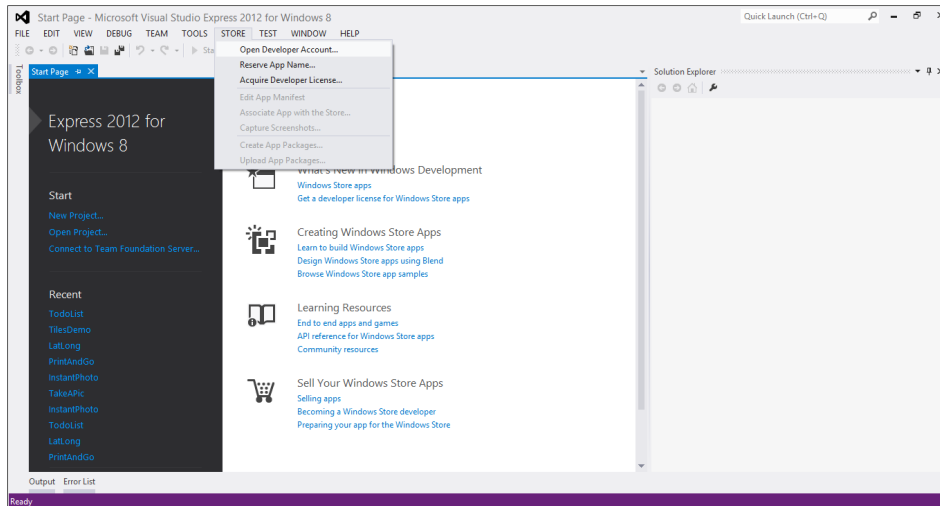 Start Page - Microsoft Visual Studio Express 2012 for Windows 8
Quick Launch (Ctrl+Q)
FILE EDIT VIEW DEBUG TEAM TOOLS STORE TEST WINDOW HELP
Sta
Open Developer Account...
Reserve App Name...
Acquire Developer License...
Edit App Manifest
Associate App with the Store...
Capture Screenshots...
Create App Packages...
Upload App Packages...
Toolbox
Start Page
Solution Explorer
Express 2012 for
Windows 8
Start
New Project...
Open Project...
Connect to Team Foundation Server...
Recent
TodoList
TilesDemo
LatLong
PrintAndGo
InstantPhoto
TakeAPic
InstantPhoto
TodoList
LatLong
PrintAndGo
What's New in Windows Development
Windows Store apps
Get a developer license for Windows Store apps
Creating Windows Store Apps
Learn to build Windows Store apps
Design Windows Store apps using Blend
Browse Windows Store app samples
Learning Resources
End to end apps and games
API reference for Windows Store apps
Community resources
Sell Your Windows Store Apps
Selling apps
Becoming a Windows Store developer
Preparing your app for the Windows Store
Output Error List
Ready